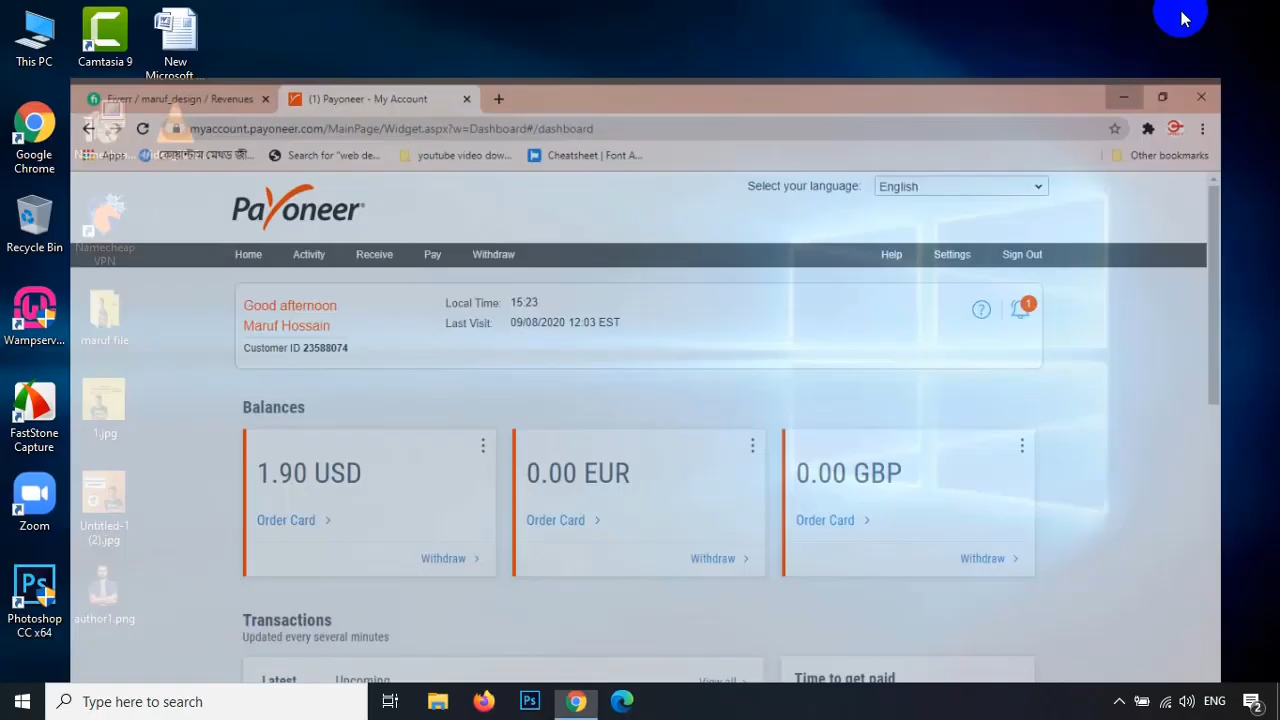 This PC
Camtasia 9
New
Microsoft ...
Fiverr / maruf_design / Revenues
(1) Payoneer - My Account
myaccount.payoneer.com/MainPage/Widget.aspx?w=Dashboard#/dashboard
Apps
Search for "web de...
youtube video dow...
Cheatsheet | Font A...
Other bookmarks
Google
Chrome
Recycle Bin
Namecheap
VPN
Wampserv...
maruf file
FastStone
Capture
1.jpg
Zoom
Untitled-1
(2).jpg
Photoshop
CC x64
author1.png
Payoneer
Select your language:
English
Home
Activity
Receive
Pay
Withdraw
Help
Settings
Sign Out
Good afternoon
Maruf Hossain
Customer ID 23588074
Local Time: 15:23
Last Visit: 09/08/2020 12:03 EST
?
1
Balances
1.90 USD
Order Card >
Withdraw >
0.00 EUR
Order Card >
Withdraw >
0.00 GBP
Order Card >
Withdraw >
Transactions
Updated every several minutes
Latest
Upcoming
View all
Time to get paid
Type here to search
Ps
ENG
2